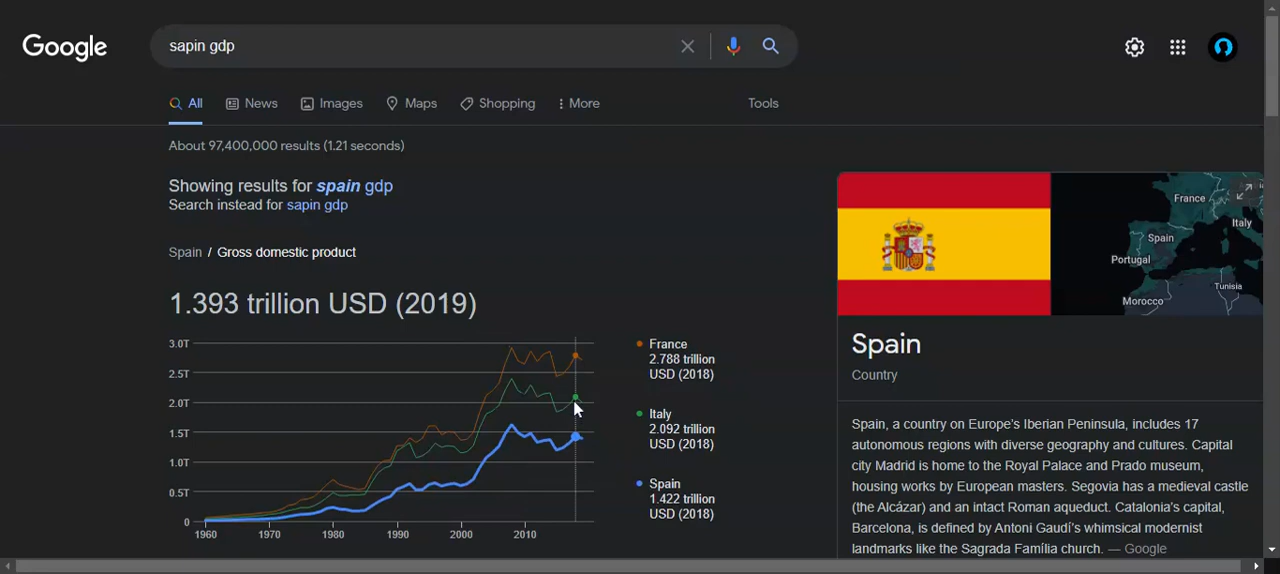 Google
sapin gdp
All News Images Maps Shopping More Tools
About 97,400,000 results (1.21 seconds)
Showing results for spain gdp
Search instead for sapin gdp
Spain / Gross domestic product
1.393 trillion USD (2019)
3.0T
2.5T
2.0T
1.5T
1.0T
0.5T
0
1960 1970 1980 1990 2000 2010
France
2.788 trillion
USD (2018)
Italy
2.092 trillion
USD (2018)
Spain
1.422 trillion
USD (2018)
France
Italy
Spain
Portugal
Tunisia
Morocco
Spain
Country
Spain, a country on Europe's Iberian Peninsula, includes 17
autonomous regions with diverse geography and cultures. Capital
city Madrid is home to the Royal Palace and Prado museum,
housing works by European masters. Segovia has a medieval castle
(the Alcázar) and an intact Roman aqueduct. Catalonia's capital,
Barcelona, is defined by Antoni Gaudí's whimsical modernist
landmarks like the Sagrada Família church. — Google